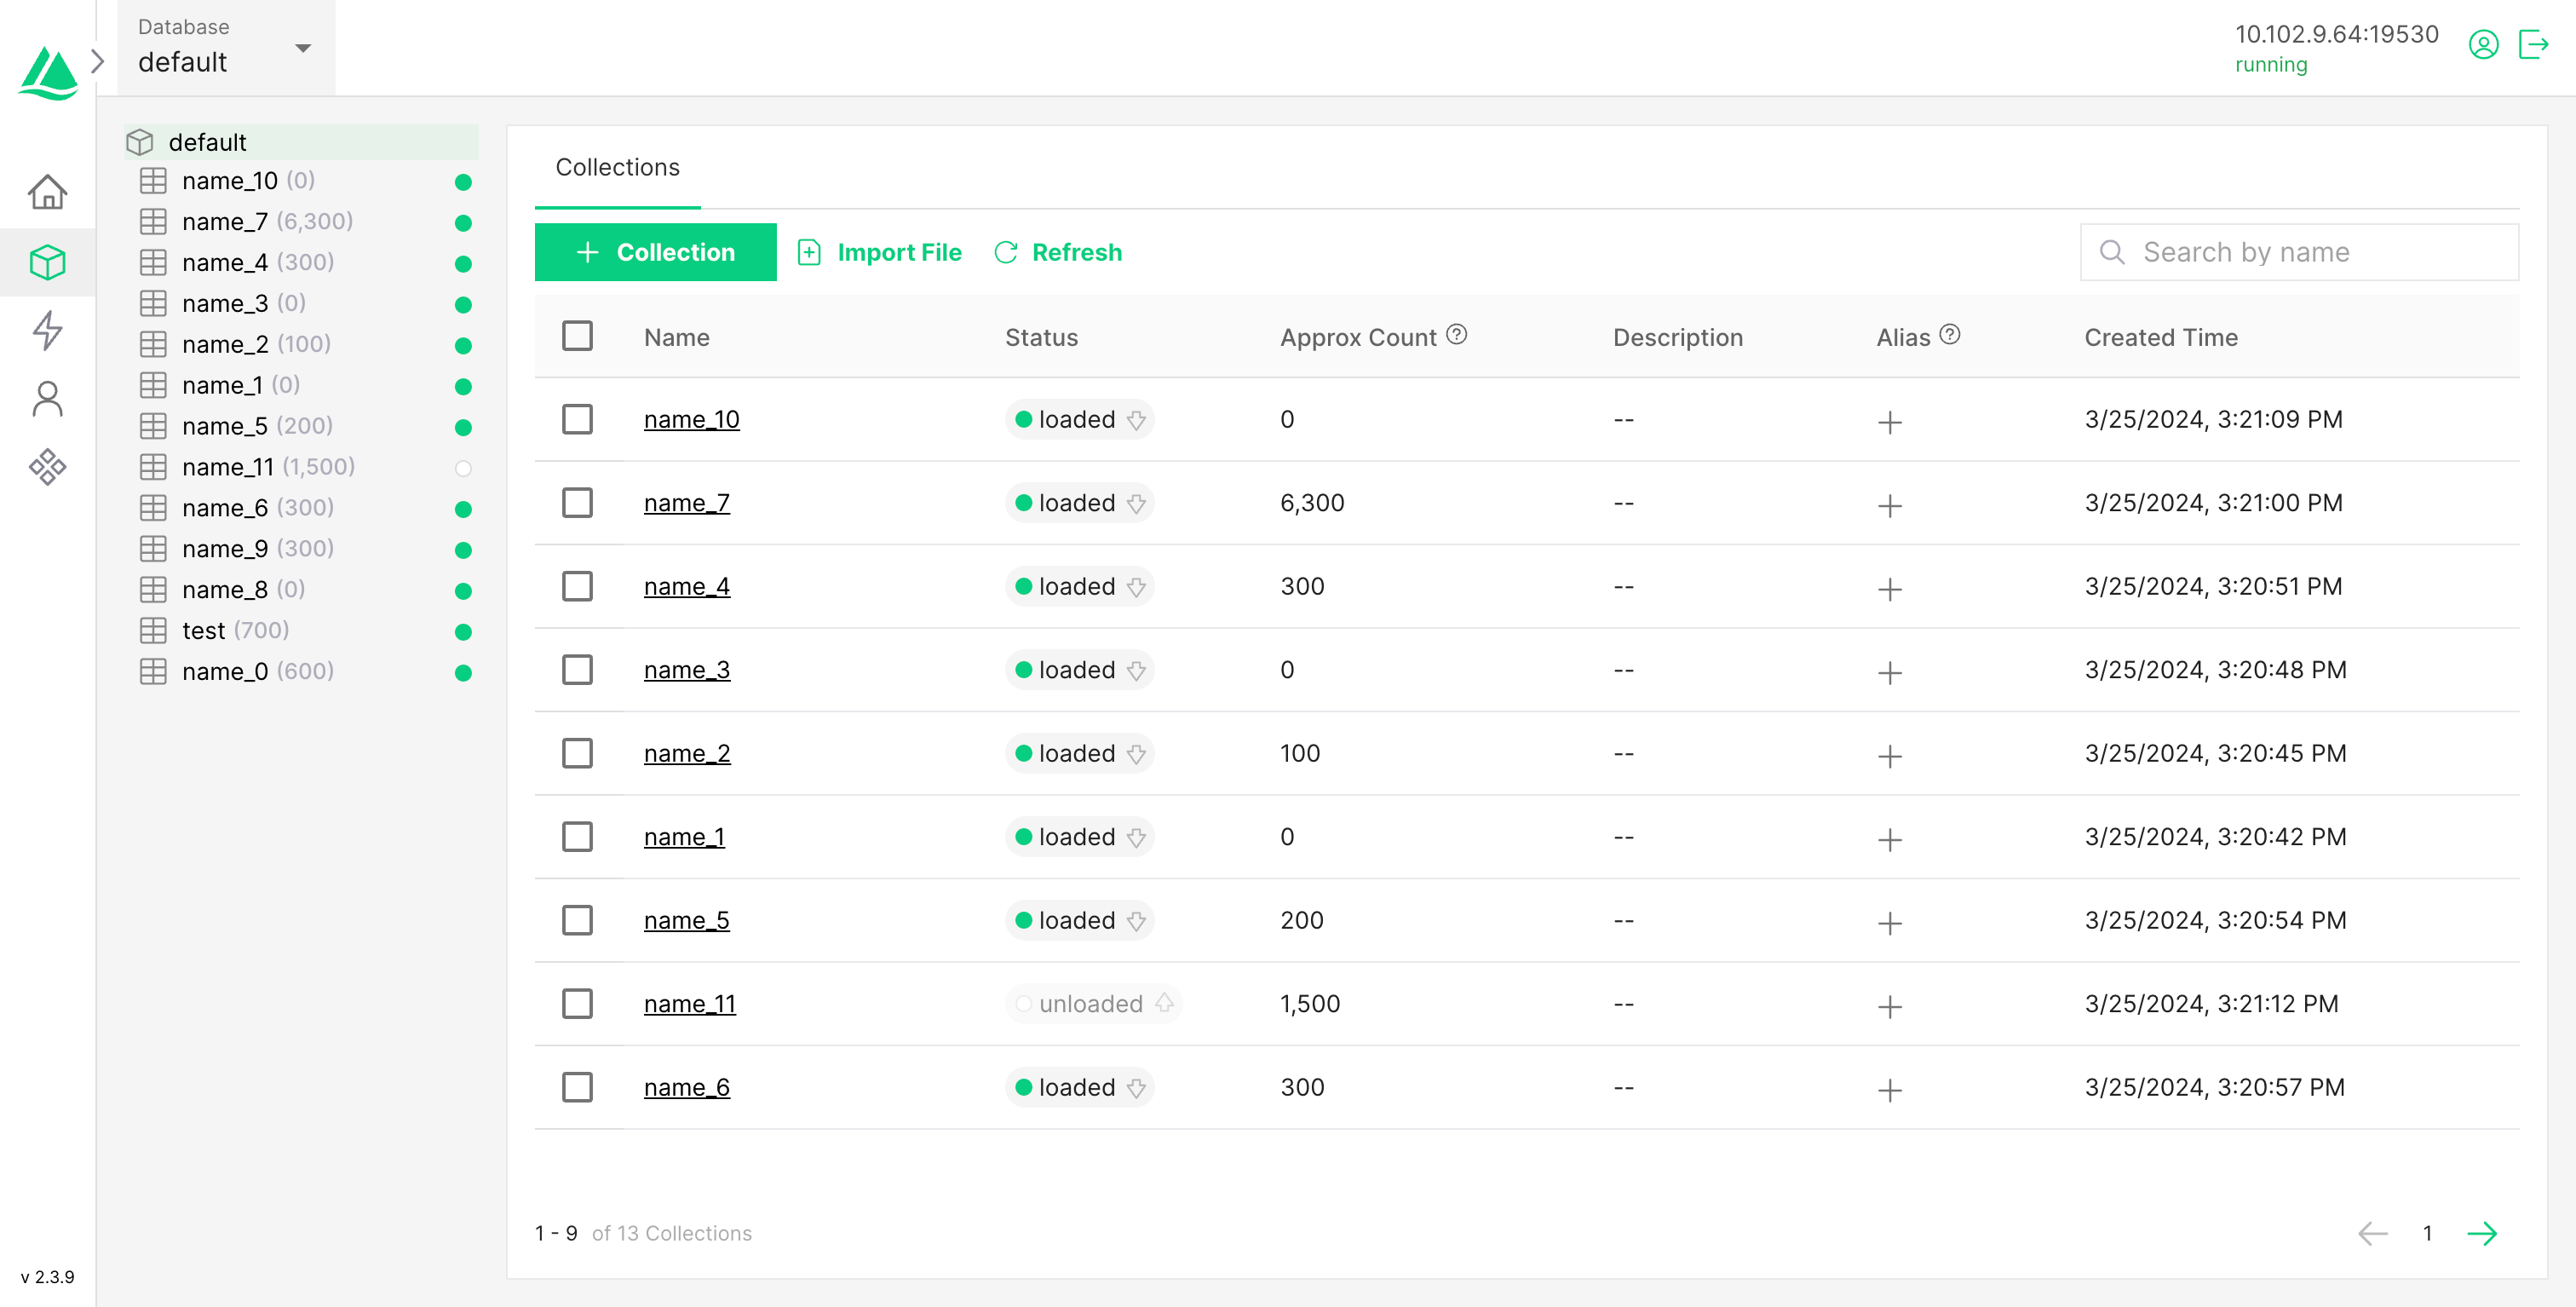 Database
default
10.102.9.64:19530
running
default
name_10 (0)
name_7 (6,300)
name_4 (300)
name_3 (0)
name_2 (100)
name_1 (0)
name_5 (200)
name_11 (1,500)
name_6 (300)
name_9 (300)
name_8 (0)
test (700)
name_0 (600)
v 2.3.9
Collections
Collection Import File Refresh Search by name
Name Status Approx Count Description Alias Created Time
name_10 loaded 0 -- 3/25/2024, 3:21:09 PM
name_7 loaded 6,300 -- 3/25/2024, 3:21:00 PM
name_4 loaded 300 -- 3/25/2024, 3:20:51 PM
name_3 loaded 0 -- 3/25/2024, 3:20:48 PM
name_2 loaded 100 -- 3/25/2024, 3:20:45 PM
name_1 loaded 0 -- 3/25/2024, 3:20:42 PM
name_5 loaded 200 -- 3/25/2024, 3:20:54 PM
name_11 unloaded 1,500 -- 3/25/2024, 3:21:12 PM
name_6 loaded 300 -- 3/25/2024, 3:20:57 PM
1 - 9 of 13 Collections 1